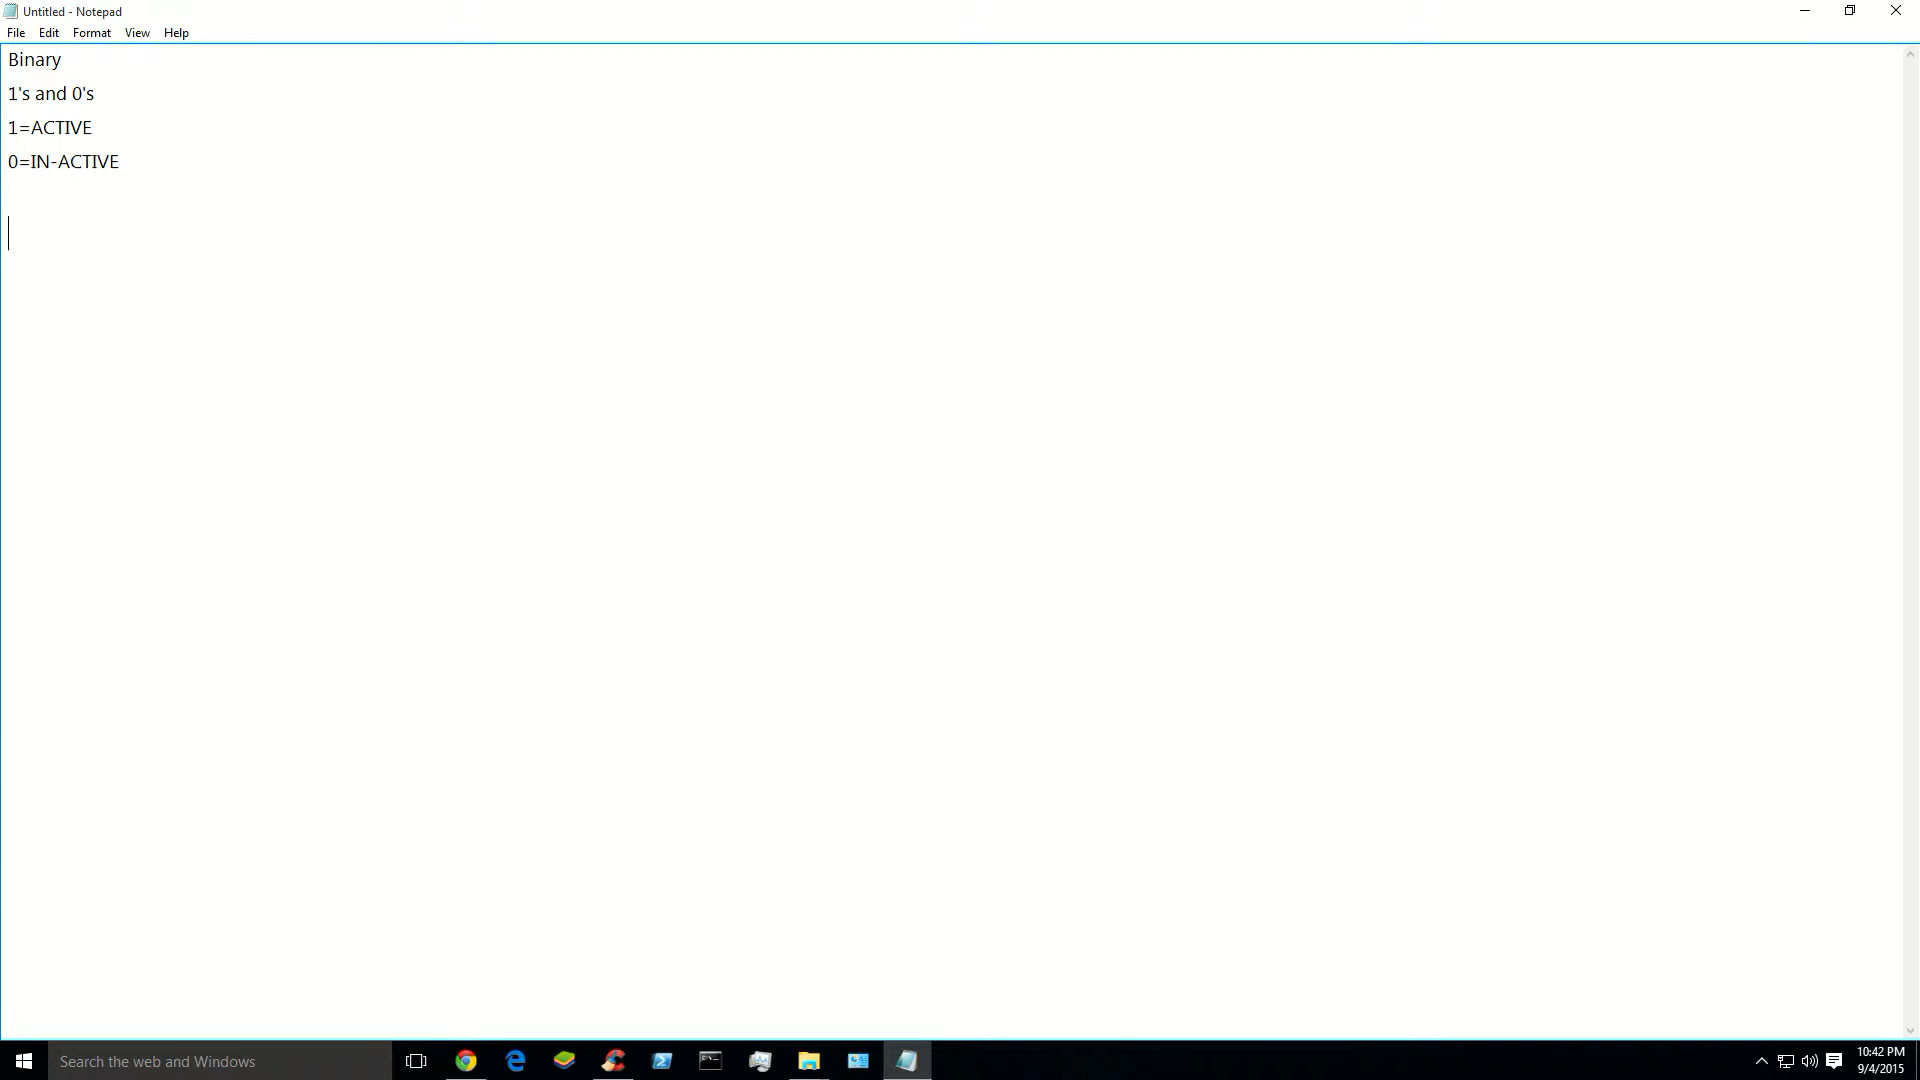 Untitled - Notepad
File Edit Format View Help
Binary
1's and 0's
1=ACTIVE
0=IN-ACTIVE
Search the web and Windows
10:42 PM
9/4/2015